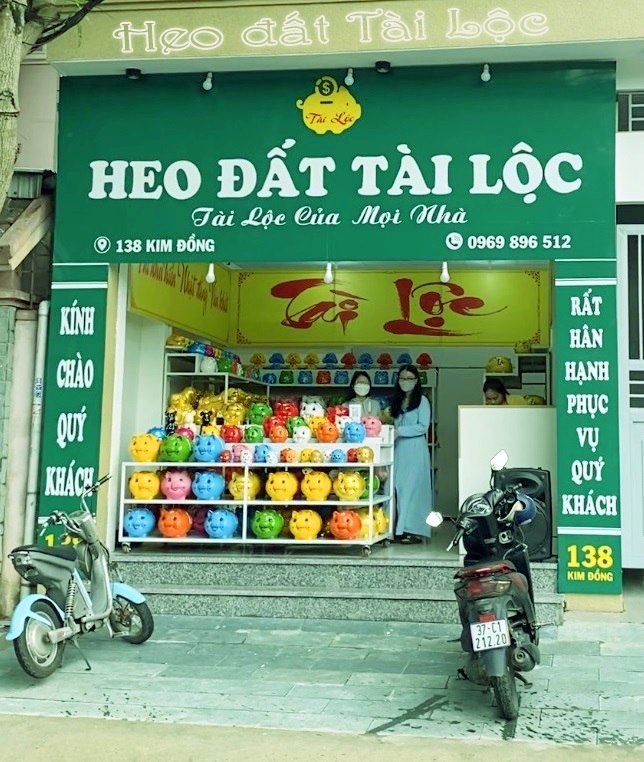 Heo đất Tài Lộc
$
Tài Lộc
HEO ĐẤT TÀI LỘC
Tài Lộc Của Mọi Nhà
138 KIM ĐỒNG
0969 896 512
Tài Lộc
KÍNH
CHÀO
QUÝ
KHÁCH
RẤT
HÂN
HẠNH
PHỤC
VỤ
QUÝ
KHÁCH
138
KIM ĐỒNG
37-C1
212.20